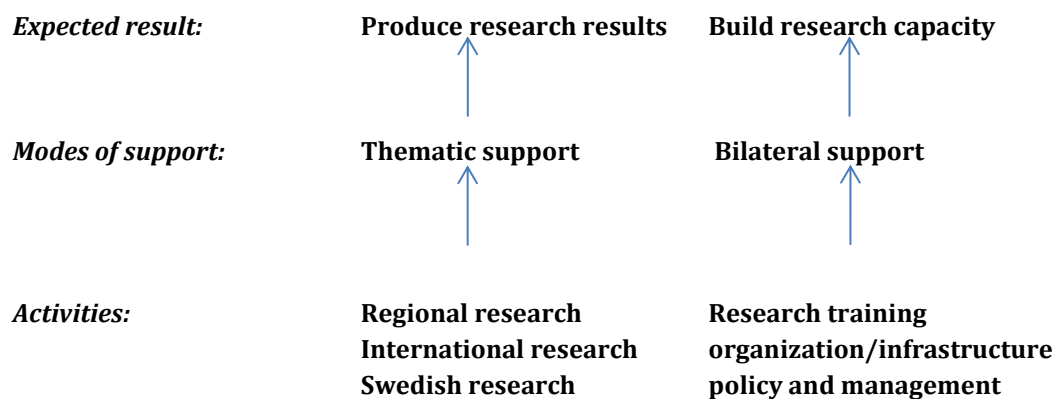 Expected result: Produce research results Build research capacity
Modes of support: Thematic support Bilateral support
Activities: Regional research Research training
International research organization/infrastructure
Swedish research policy and management